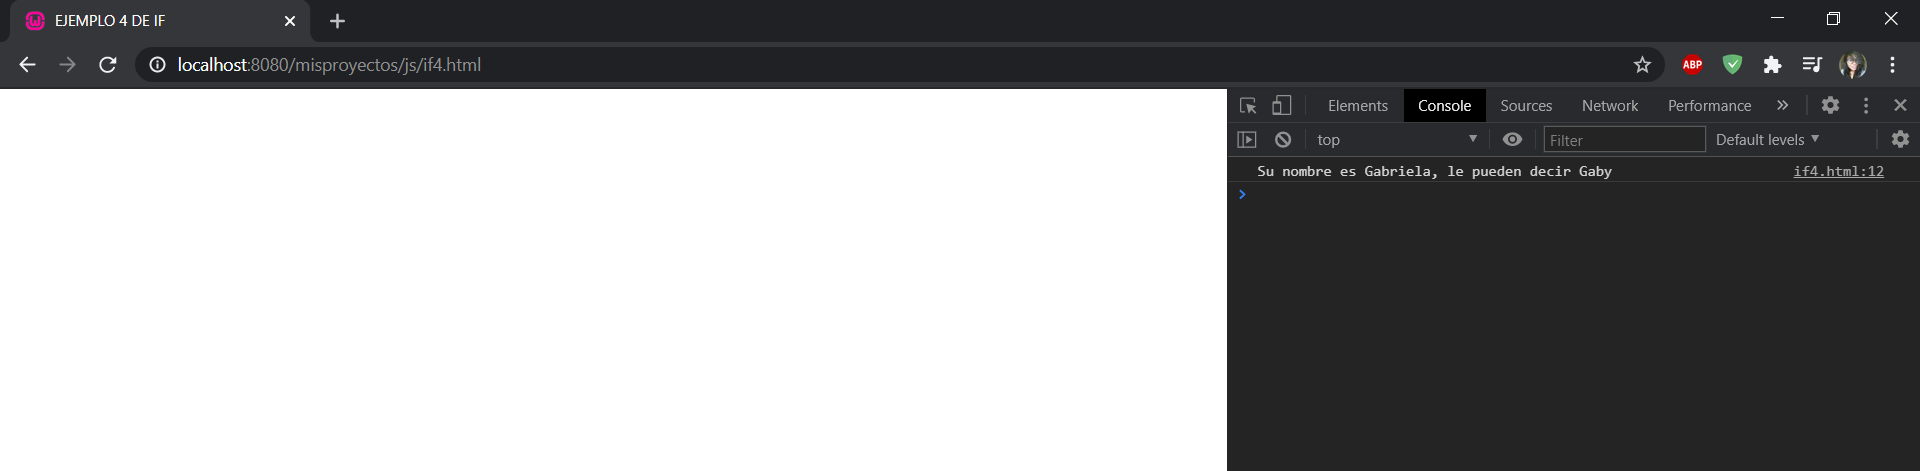 EJEMPLO 4 DE IF
localhost:8080/misproyectos/js/if4.html
ABP
Elements Console Sources Network Performance
top Filter Default levels
Su nombre es Gabriela, le pueden decir Gaby if4.html:12